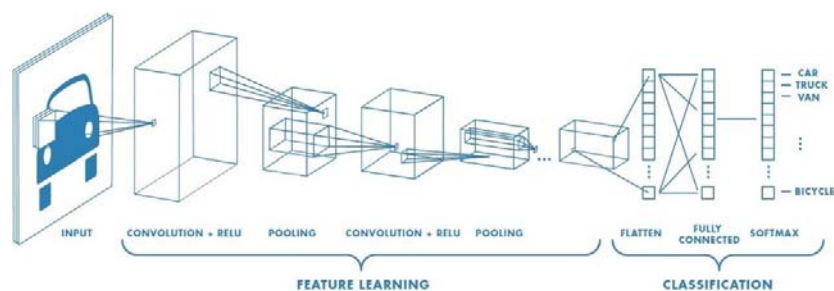 CAR
TRUCK
VAN
BICYCLE
INPUT CONVOLUTION + RELU POOLING CONVOLUTION + RELU POOLING FLATTEN FULLY CONNECTED SOFTMAX
FEATURE LEARNING CLASSIFICATION